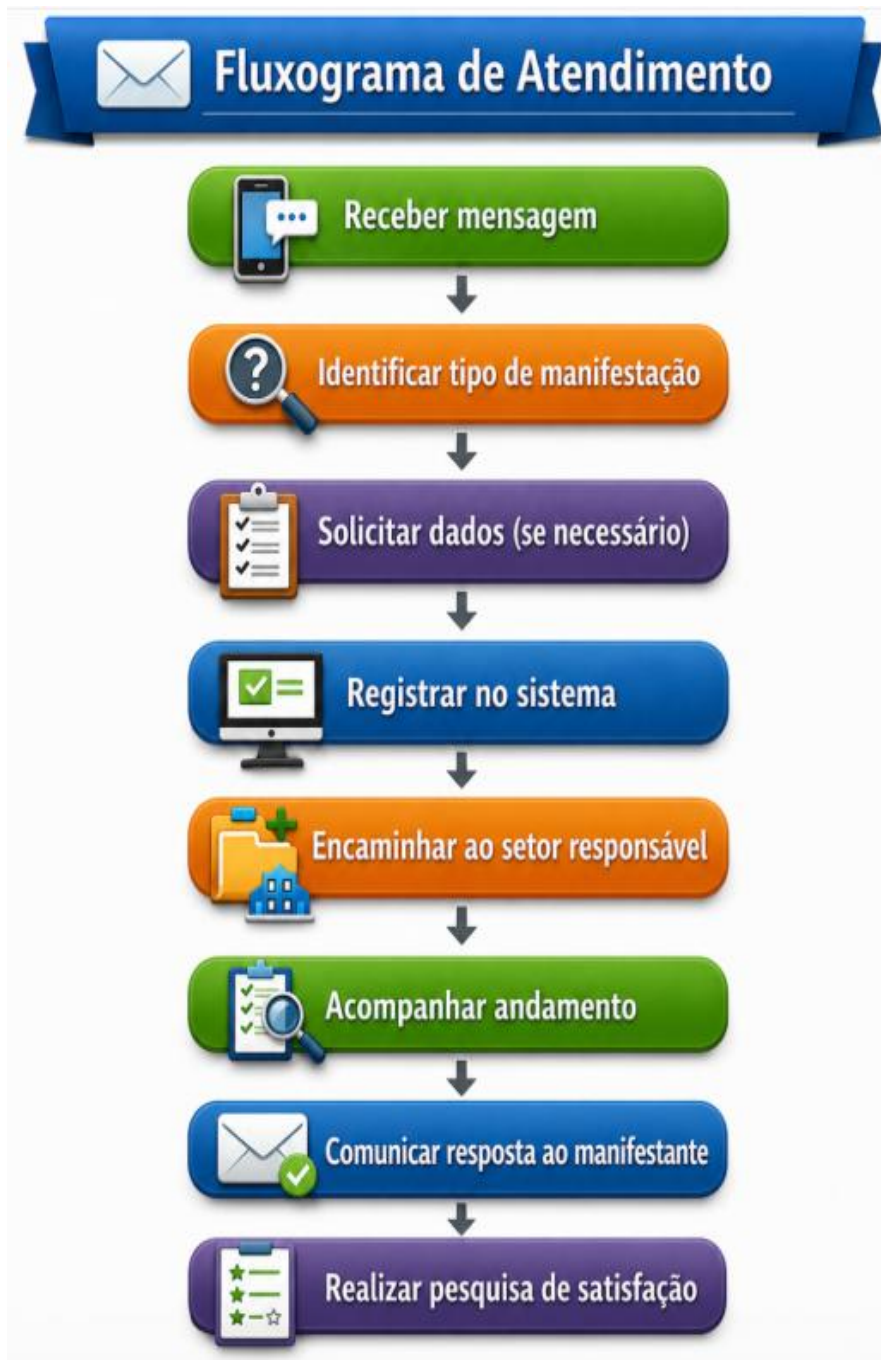 Fluxograma de Atendimento
Receber mensagem
Identificar tipo de manifestação
Solicitar dados (se necessário)
Registrar no sistema
Encaminhar ao setor responsável
Acompanhar andamento
Comunicar resposta ao manifestante
Realizar pesquisa de satisfação